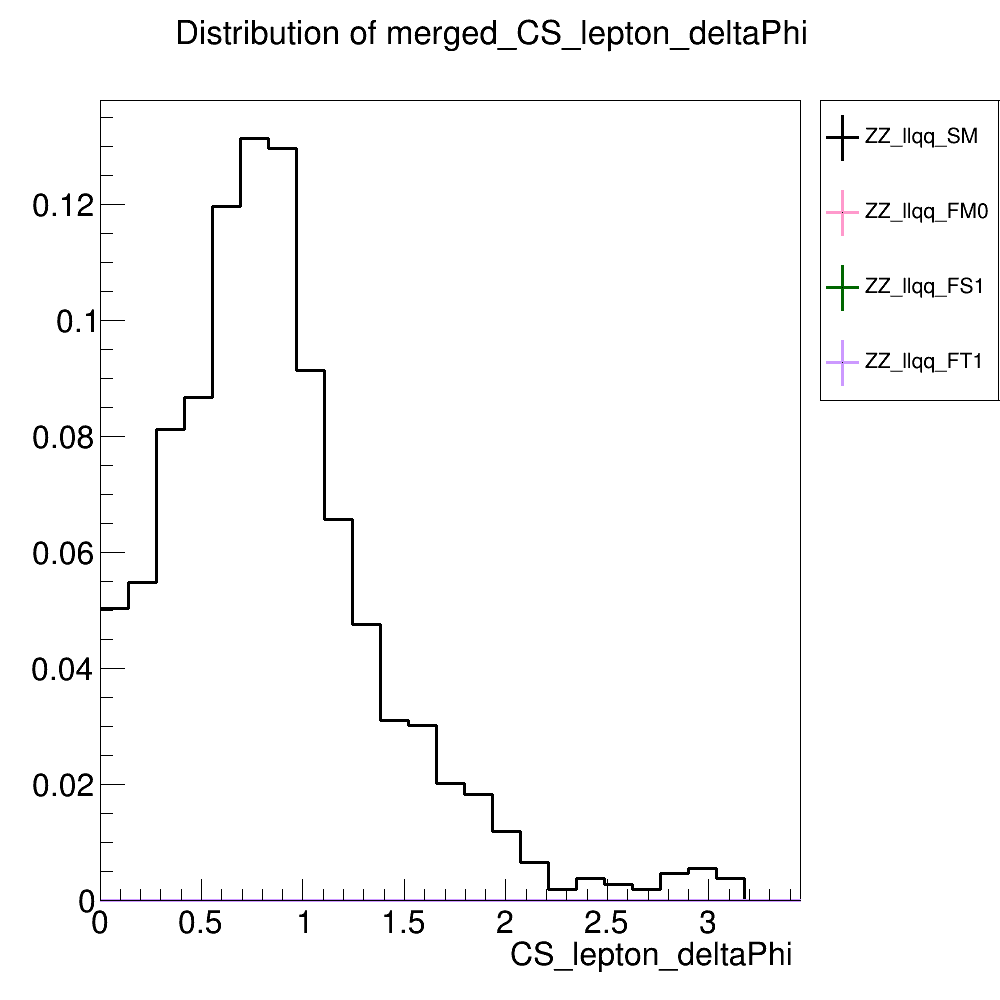 Distribution of merged_CS_lepton_deltaPhi
ZZ_llqq_SM
ZZ_llqq_FM0
ZZ_llqq_FS1
ZZ_llqq_FT1
0.12
0.1
0.08
0.06
0.04
0.02
0
0 0.5 1 1.5 2 2.5 3
CS_lepton_deltaPhi